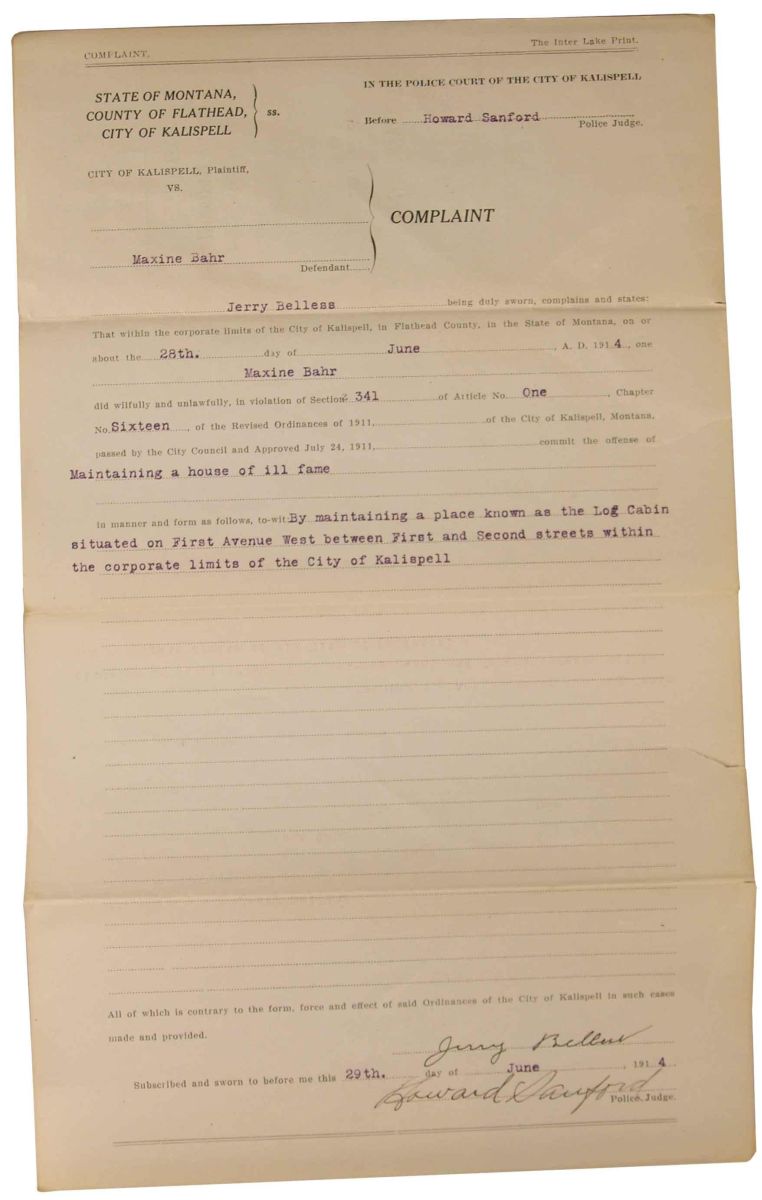 COMPLAINT.
The Inter Lake Print.
STATE OF MONTANA,
COUNTY OF FLATHEAD,
CITY OF KALISPELL
ss.
IN THE POLICE COURT OF THE CITY OF KALISPELL
Before Howard Sanford
Police Judge.
CITY OF KALISPELL, Plaintiff,
VS.
COMPLAINT
Maxine Bahr
Defendant
Jerry Belless being duly sworn, complains and states:
That within the corporate limits of the City of Kalispell, in Flathead County, in the State of Montana, on or
about the 28th. day of June, A. D. 1914, one
Maxine Bahr
did wilfully and unlawfully, in violation of Section 341 of Article No. One, Chapter
No. Sixteen, of the Revised Ordinances of 1911, of the City of Kalispell, Montana,
passed by the City Council and Approved July 24, 1911, commit the offense of
Maintaining a house of ill fame
in manner and form as follows, to-wit: By maintaining a place known as the Log Cabin
situated on First Avenue West between First and Second streets within
the corporate limits of the City of Kalispell
All of which is contrary to the form, force and effect of said Ordinances of the City of Kalispell in such cases
made and provided.
Jerry Belless
Subscribed and sworn to before me this 29th. day of June, 1914.
Howard Sanford
Police Judge.